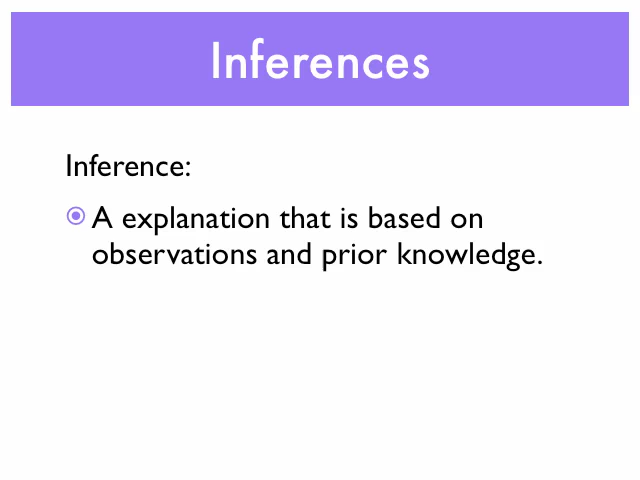 Inferences
Inference:
A explanation that is based on
observations and prior knowledge.